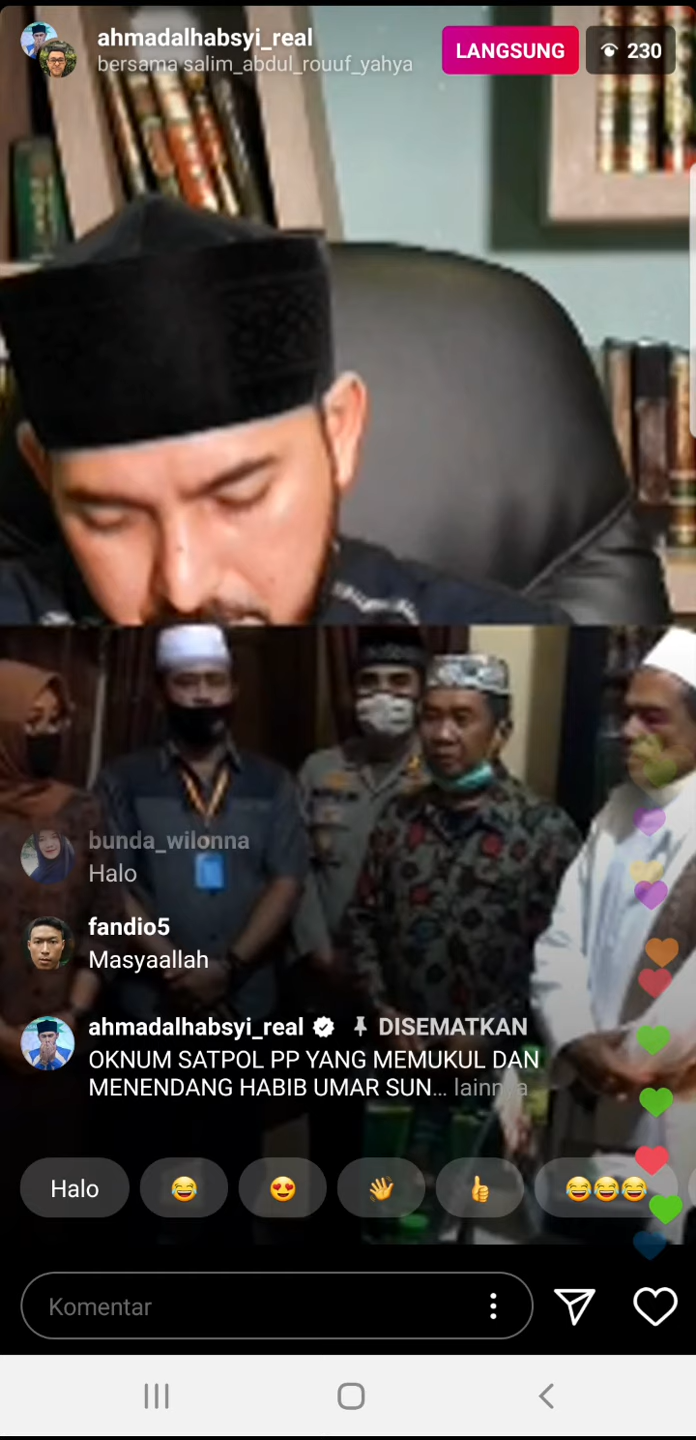 ahmadalhabsyi_real
bersama salim_abdul_rouuf_yahya
LANGSUNG
230
bunda_wilonna
Halo
fandio5
Masyaallah
ahmadalhabsyi_real DISEMATKAN
OKNUM SATPOL PP YANG MEMUKUL DAN
MENENDANG HABIB UMAR SUN... lainnya
Halo
Komentar